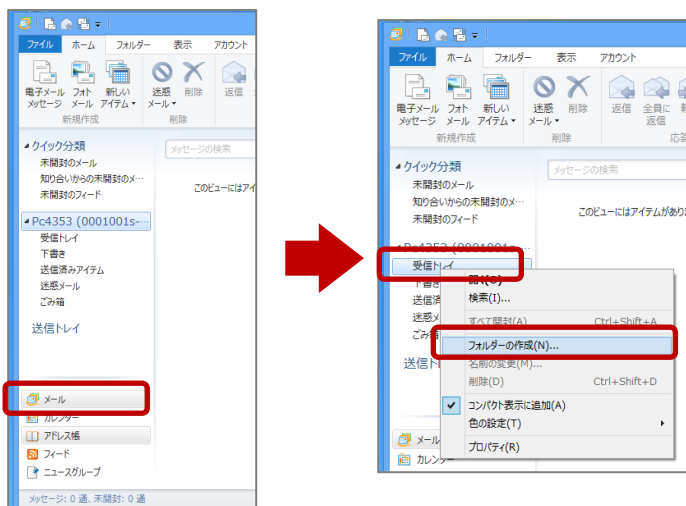 ファイル ホーム フォルダー 表示 アカウント
電子メール メッセージ フォト メール 新しい アイテム 迷惑 メール 削除 返信
新規作成 削除
クイック分類
未開封のメール
知り合いからの未開封のメ…
未開封のフィード
メッセージの検索
このビューにはアイ
Pc4353 (0001001s-…
受信トレイ
下書き
送信済みアイテム
迷惑メール
ごみ箱
送信トレイ
メール
カレンダー
アドレス帳
フィード
ニュースグループ
メッセージ: 0 通、未開封: 0 通
ファイル ホーム フォルダー 表示 アカウント
電子メール メッセージ フォト メール 新しい アイテム 迷惑 メール 削除 返信 全員に 返信
新規作成 削除
クイック分類
未開封のメール
知り合いからの未開封のメ…
未開封のフィード
メッセージの検索
このビューにはアイテムがあり
Pc4353 (0001001s-…
受信トレイ
下書き
送信済
迷惑メ
ごみ箱
送信ト
開く(O)
検索(I)...
すべて開封(A) Ctrl+Shift+A
フォルダーの作成(N)...
名前の変更(M)...
削除(D) Ctrl+Shift+D
コンパクト表示に追加(A)
色の設定(T)
プロパティ(R)
メール
カレンダー